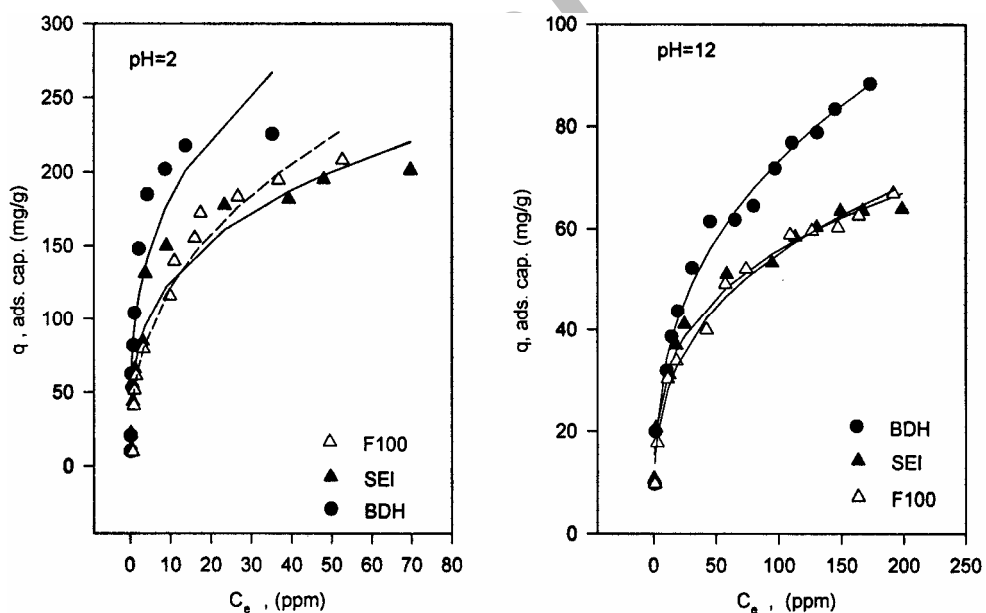 pH=2
q , ads. cap. (mg/g)
300
250
200
150
100
50
0
0 10 20 30 40 50 60 70 80
C_e , (ppm)
F100
SEI
BDH
pH=12
q, ads. cap. (mg/g)
100
80
60
40
20
0
0 50 100 150 200 250
C_e , (ppm)
BDH
SEI
F100